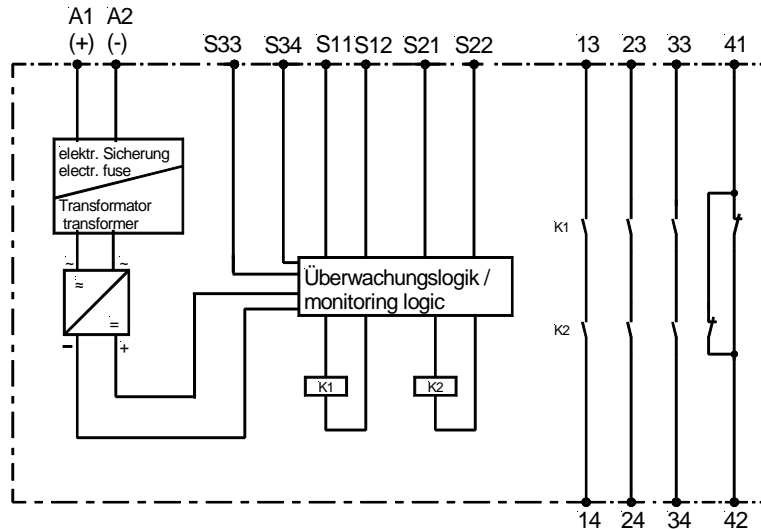 A1 A2
(+) (-) S33 S34 S11 S12 S21 S22 13 23 33 41
elektr. Sicherung
electr. fuse
Transformator
transformer
~ ~
≈
=
− +
Überwachungslogik /
monitoring logic
K1 K2
K1
K2
14 24 34 42